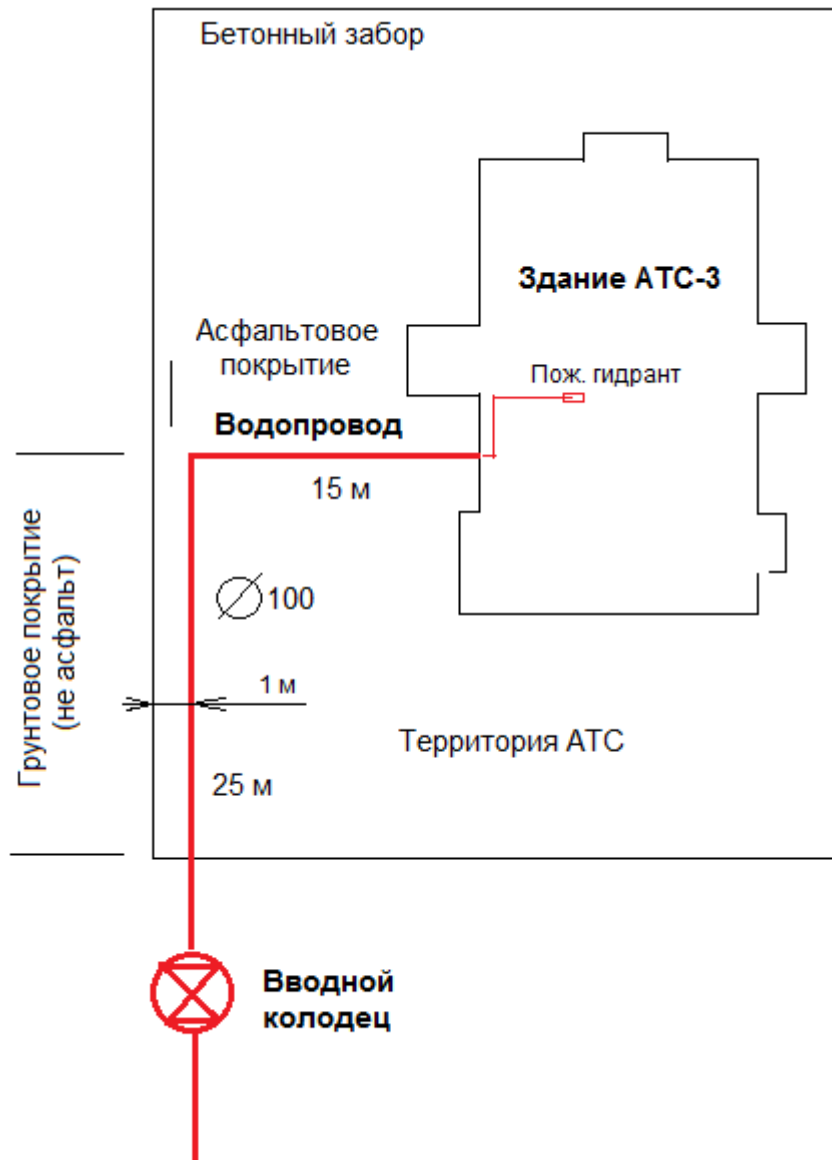 Бетонный забор
Здание АТС-3
Асфальтовое
покрытие
Пож. гидрант
Водопровод
15 м
Грунтовое покрытие
(не асфальт)
100
1 м
Территория АТС
25 м
Вводной
колодец